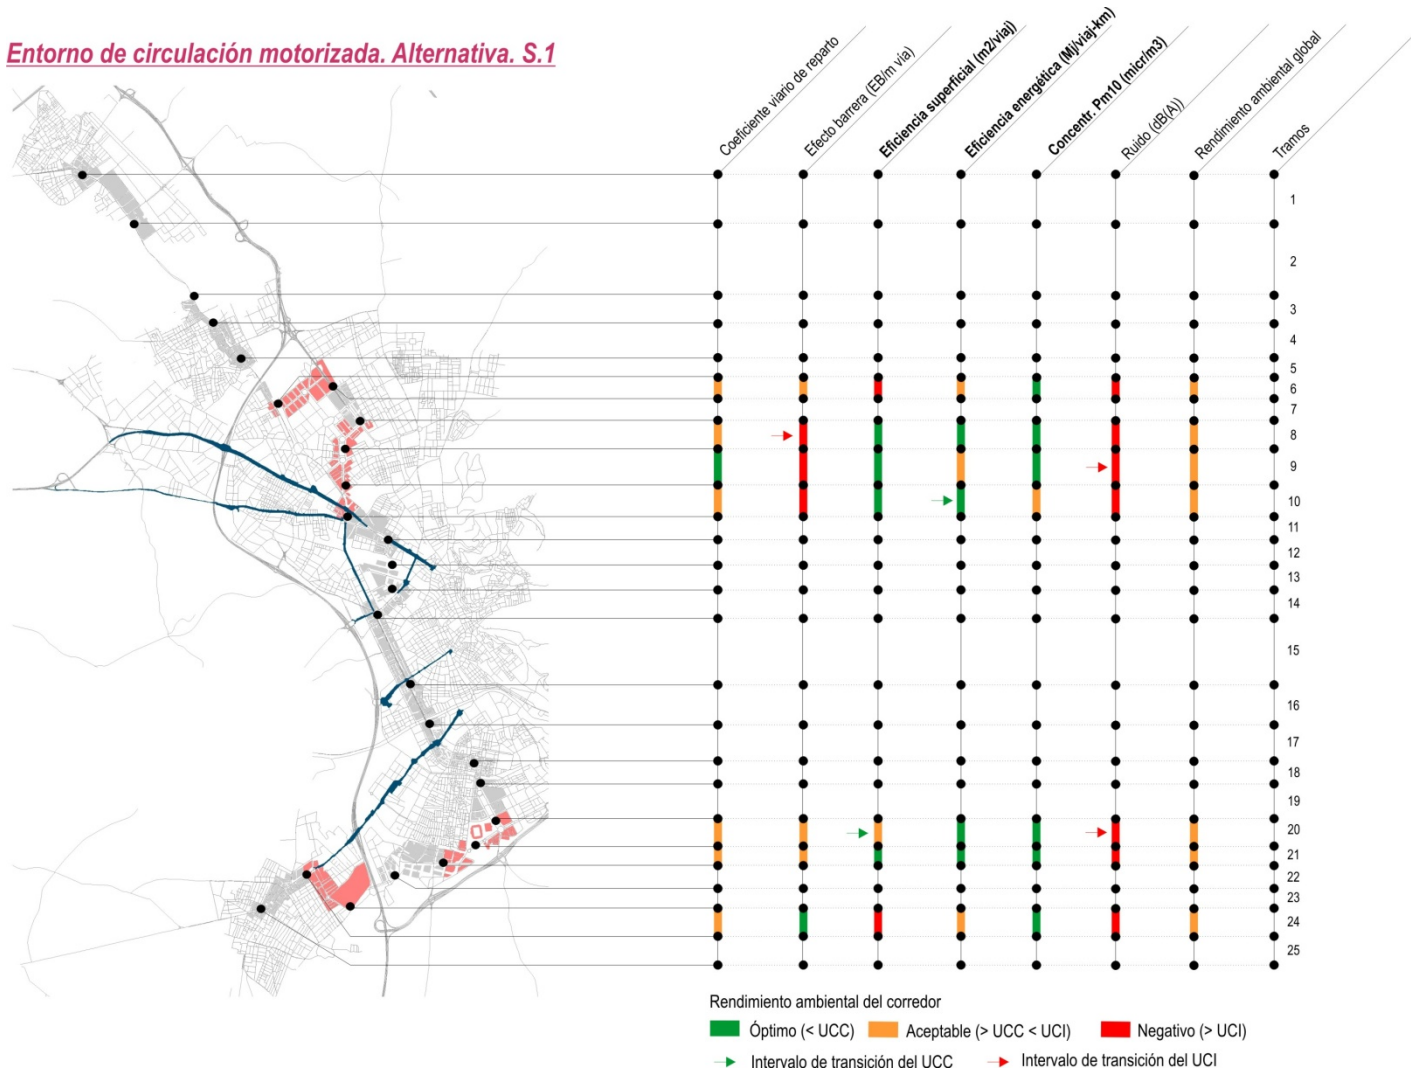 Entorno de circulación motorizada. Alternativa. S.1
Coeficiente viario de reparto
Efecto barrera (EB/m vía)
Eficiencia superficial (m2/viaj)
Eficiencia energética (Mj/viaj-km)
Concentr. Pm10 (micr/m3)
Ruido (dB(A))
Rendimiento ambiental global
Tramos
1
2
3
4
5
6
7
8
9
10
11
12
13
14
15
16
17
18
19
20
21
22
23
24
25
Rendimiento ambiental del corredor
Óptimo (< UCC) Aceptable (> UCC < UCI) Negativo (> UCI)
Intervalo de transición del UCC Intervalo de transición del UCI